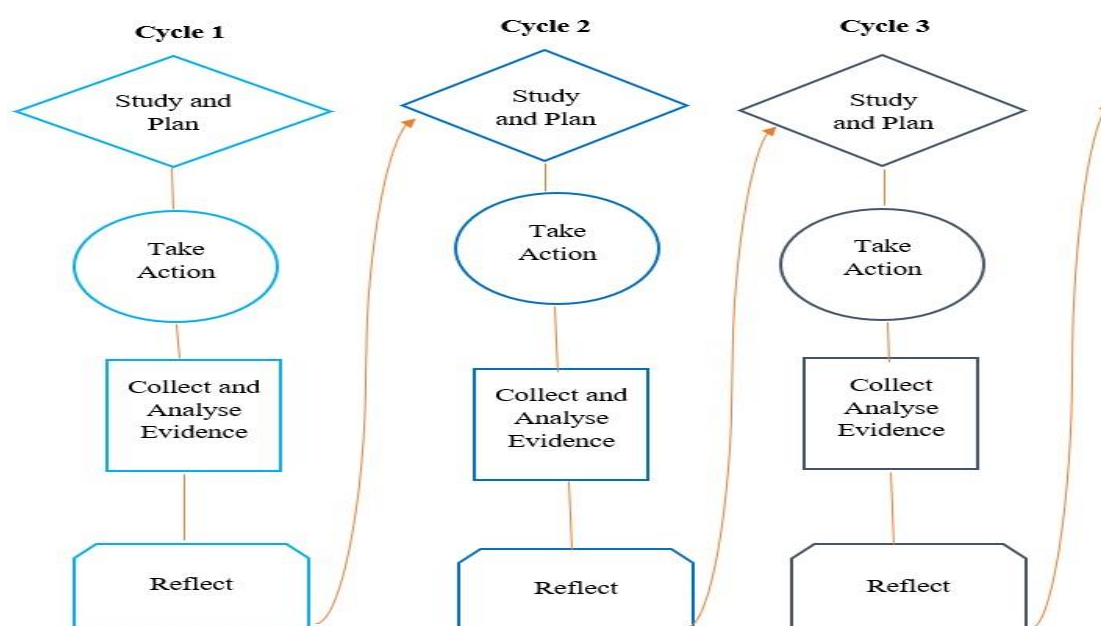 Cycle 1
Study and
Plan
Take
Action
Collect and
Analyse
Evidence
Reflect
Cycle 2
Study
and Plan
Take
Action
Collect and
Analyse
Evidence
Reflect
Cycle 3
Study
and Plan
Take
Action
Collect
Analyse
Evidence
Reflect